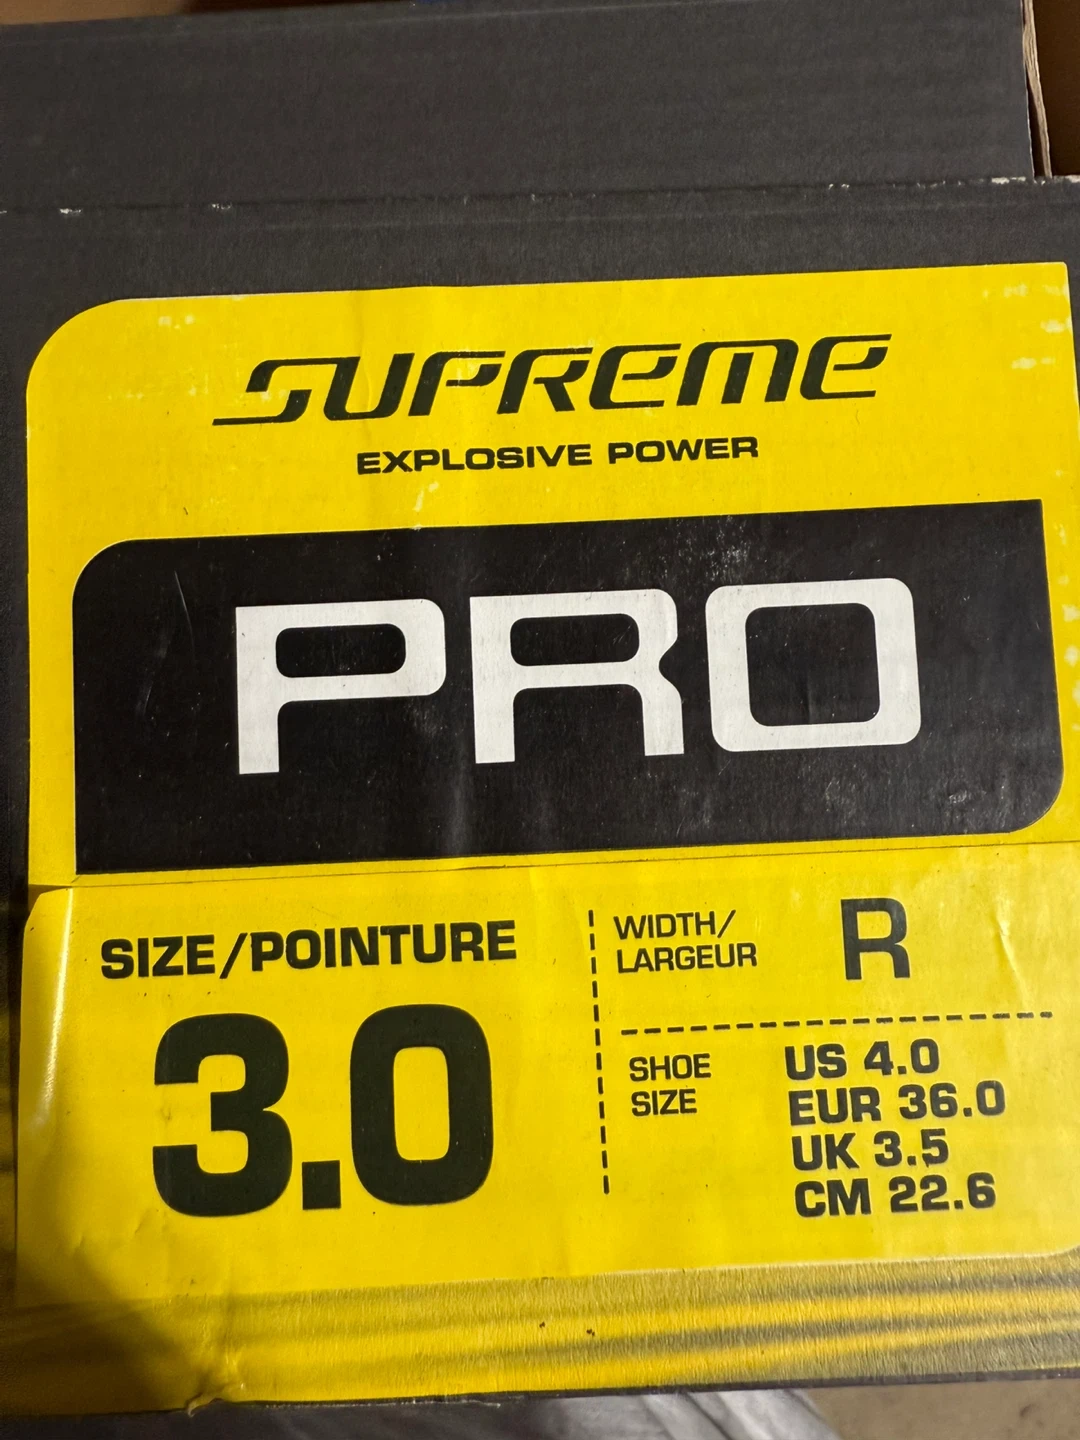 SUPREME
EXPLOSIVE POWER
PRO
SIZE/POINTURE
3.0
WIDTH/
LARGEUR
R
SHOE
SIZE
US 4.0
EUR 36.0
UK 3.5
CM 22.6